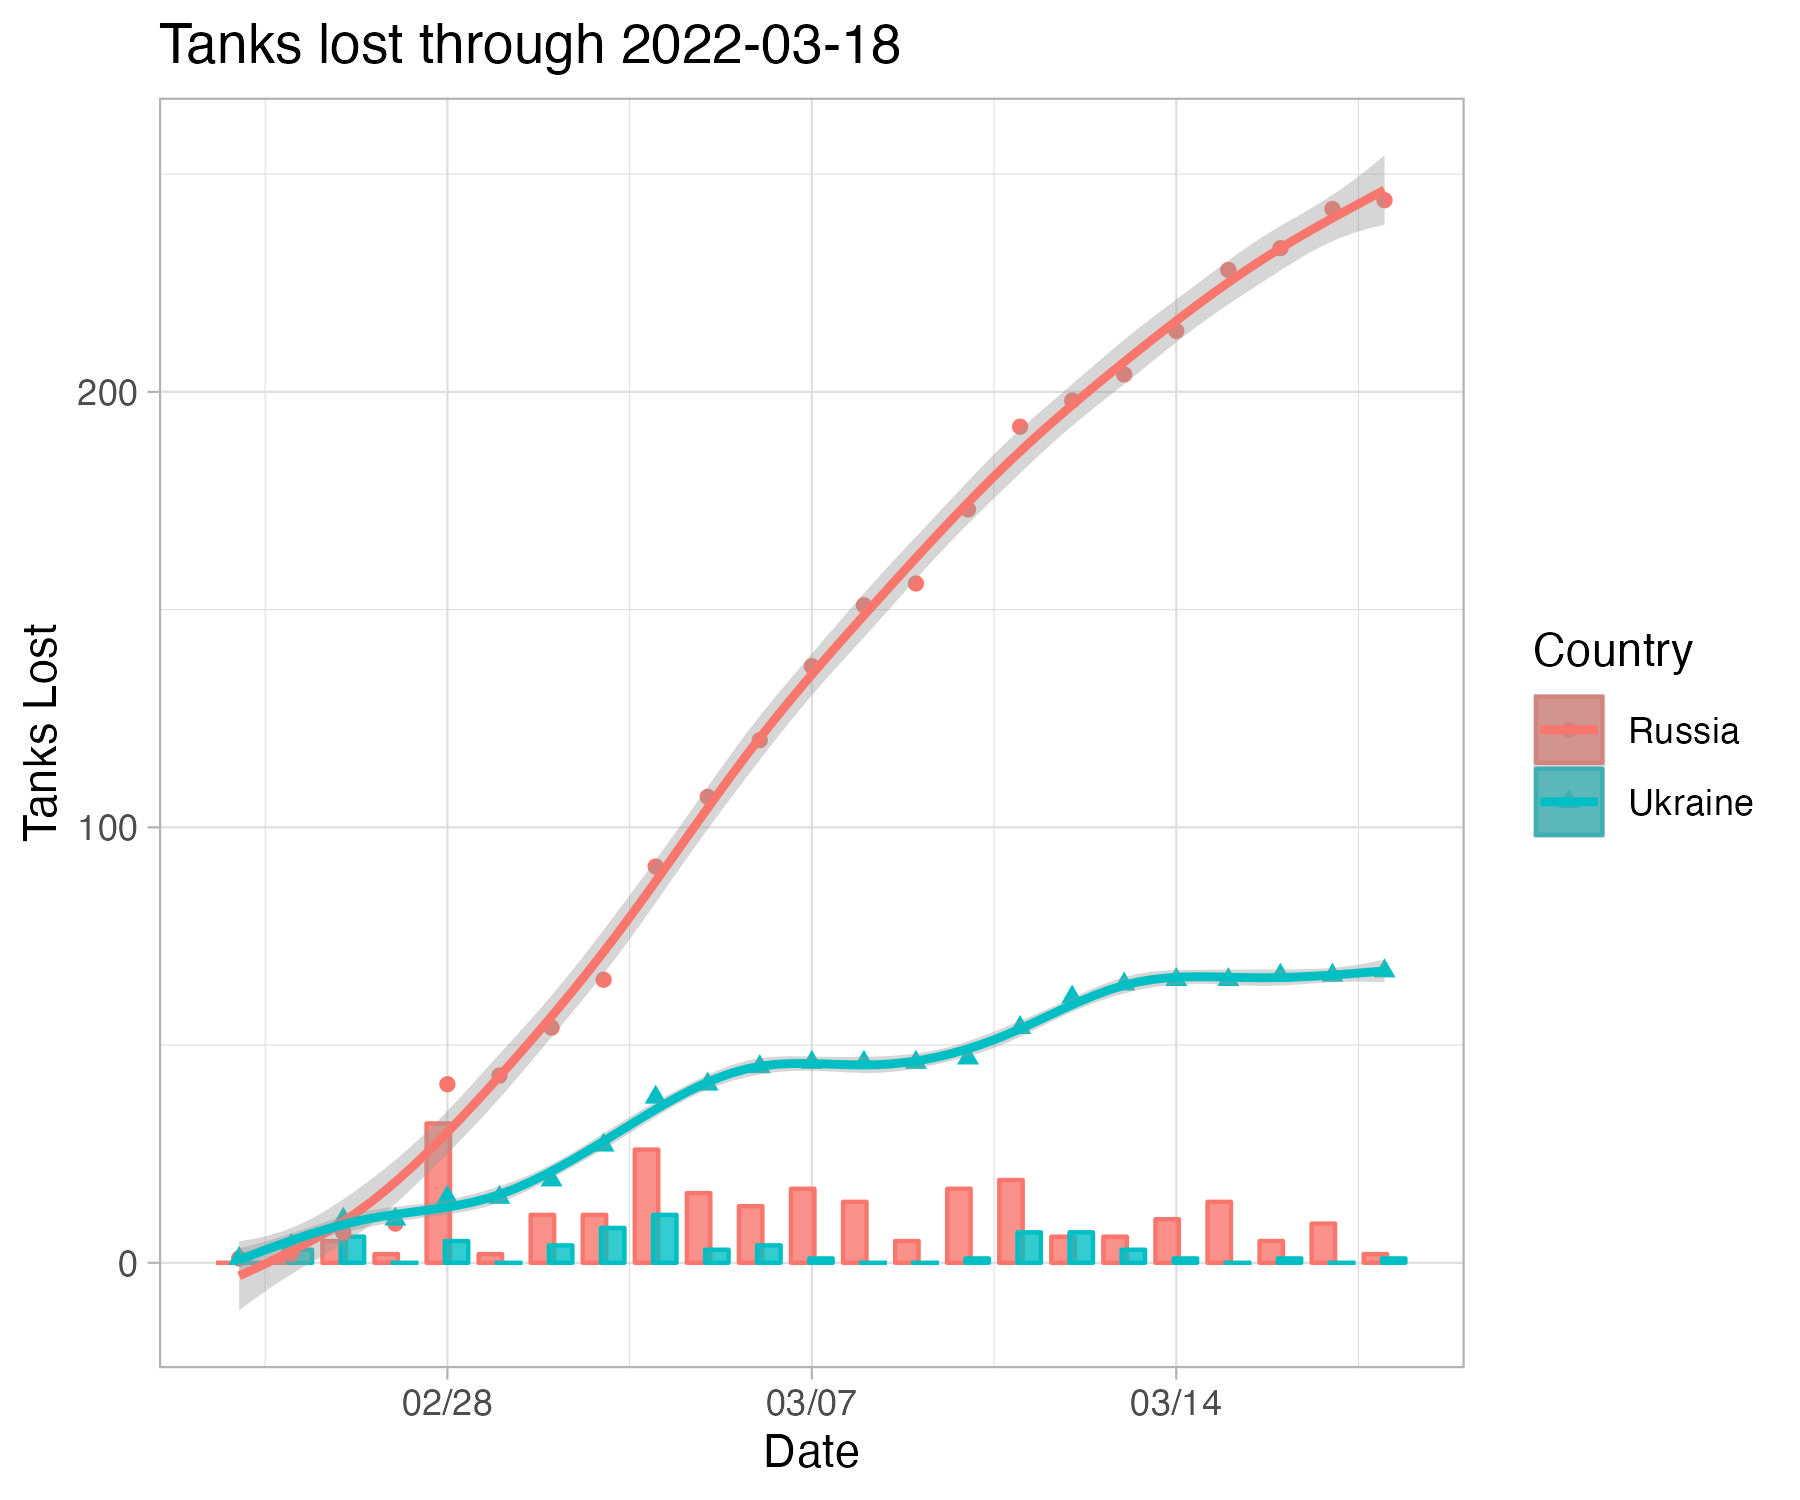 Tanks lost through 2022-03-18
Tanks Lost
200
100
0
02/28
03/07
03/14
Date
Country
Russia
Ukraine